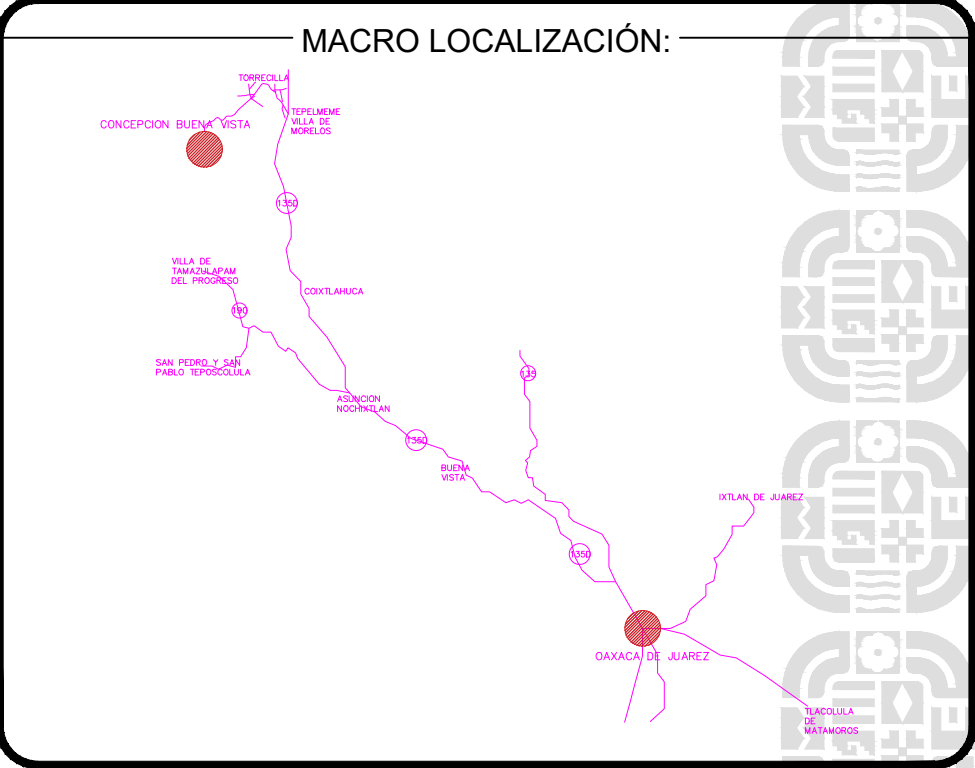 MACRO LOCALIZACIÓN:
TORRECILLA
TEPELMEME
VILLA DE
MORELOS
CONCEPCION BUENA VISTA
135D
VILLA DE
TAMAZULAPAM
DEL PROGRESO
COIXTLAHUCA
190
SAN PEDRO Y SAN
PABLO TEPOSCOLULA
135
ASUNCION
NOCHIXTLAN
135D
BUENA
VISTA
IXTLAN DE JUAREZ
135D
OAXACA DE JUAREZ
TLACOLULA
DE
MATAMOROS